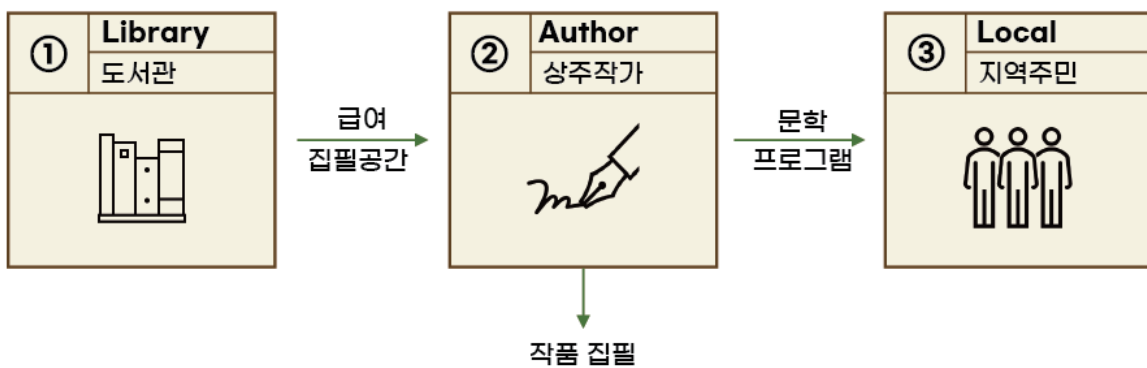 ① Library
도서관
급여
집필공간
② Author
상주작가
문학
프로그램
③ Local
지역주민
작품 집필